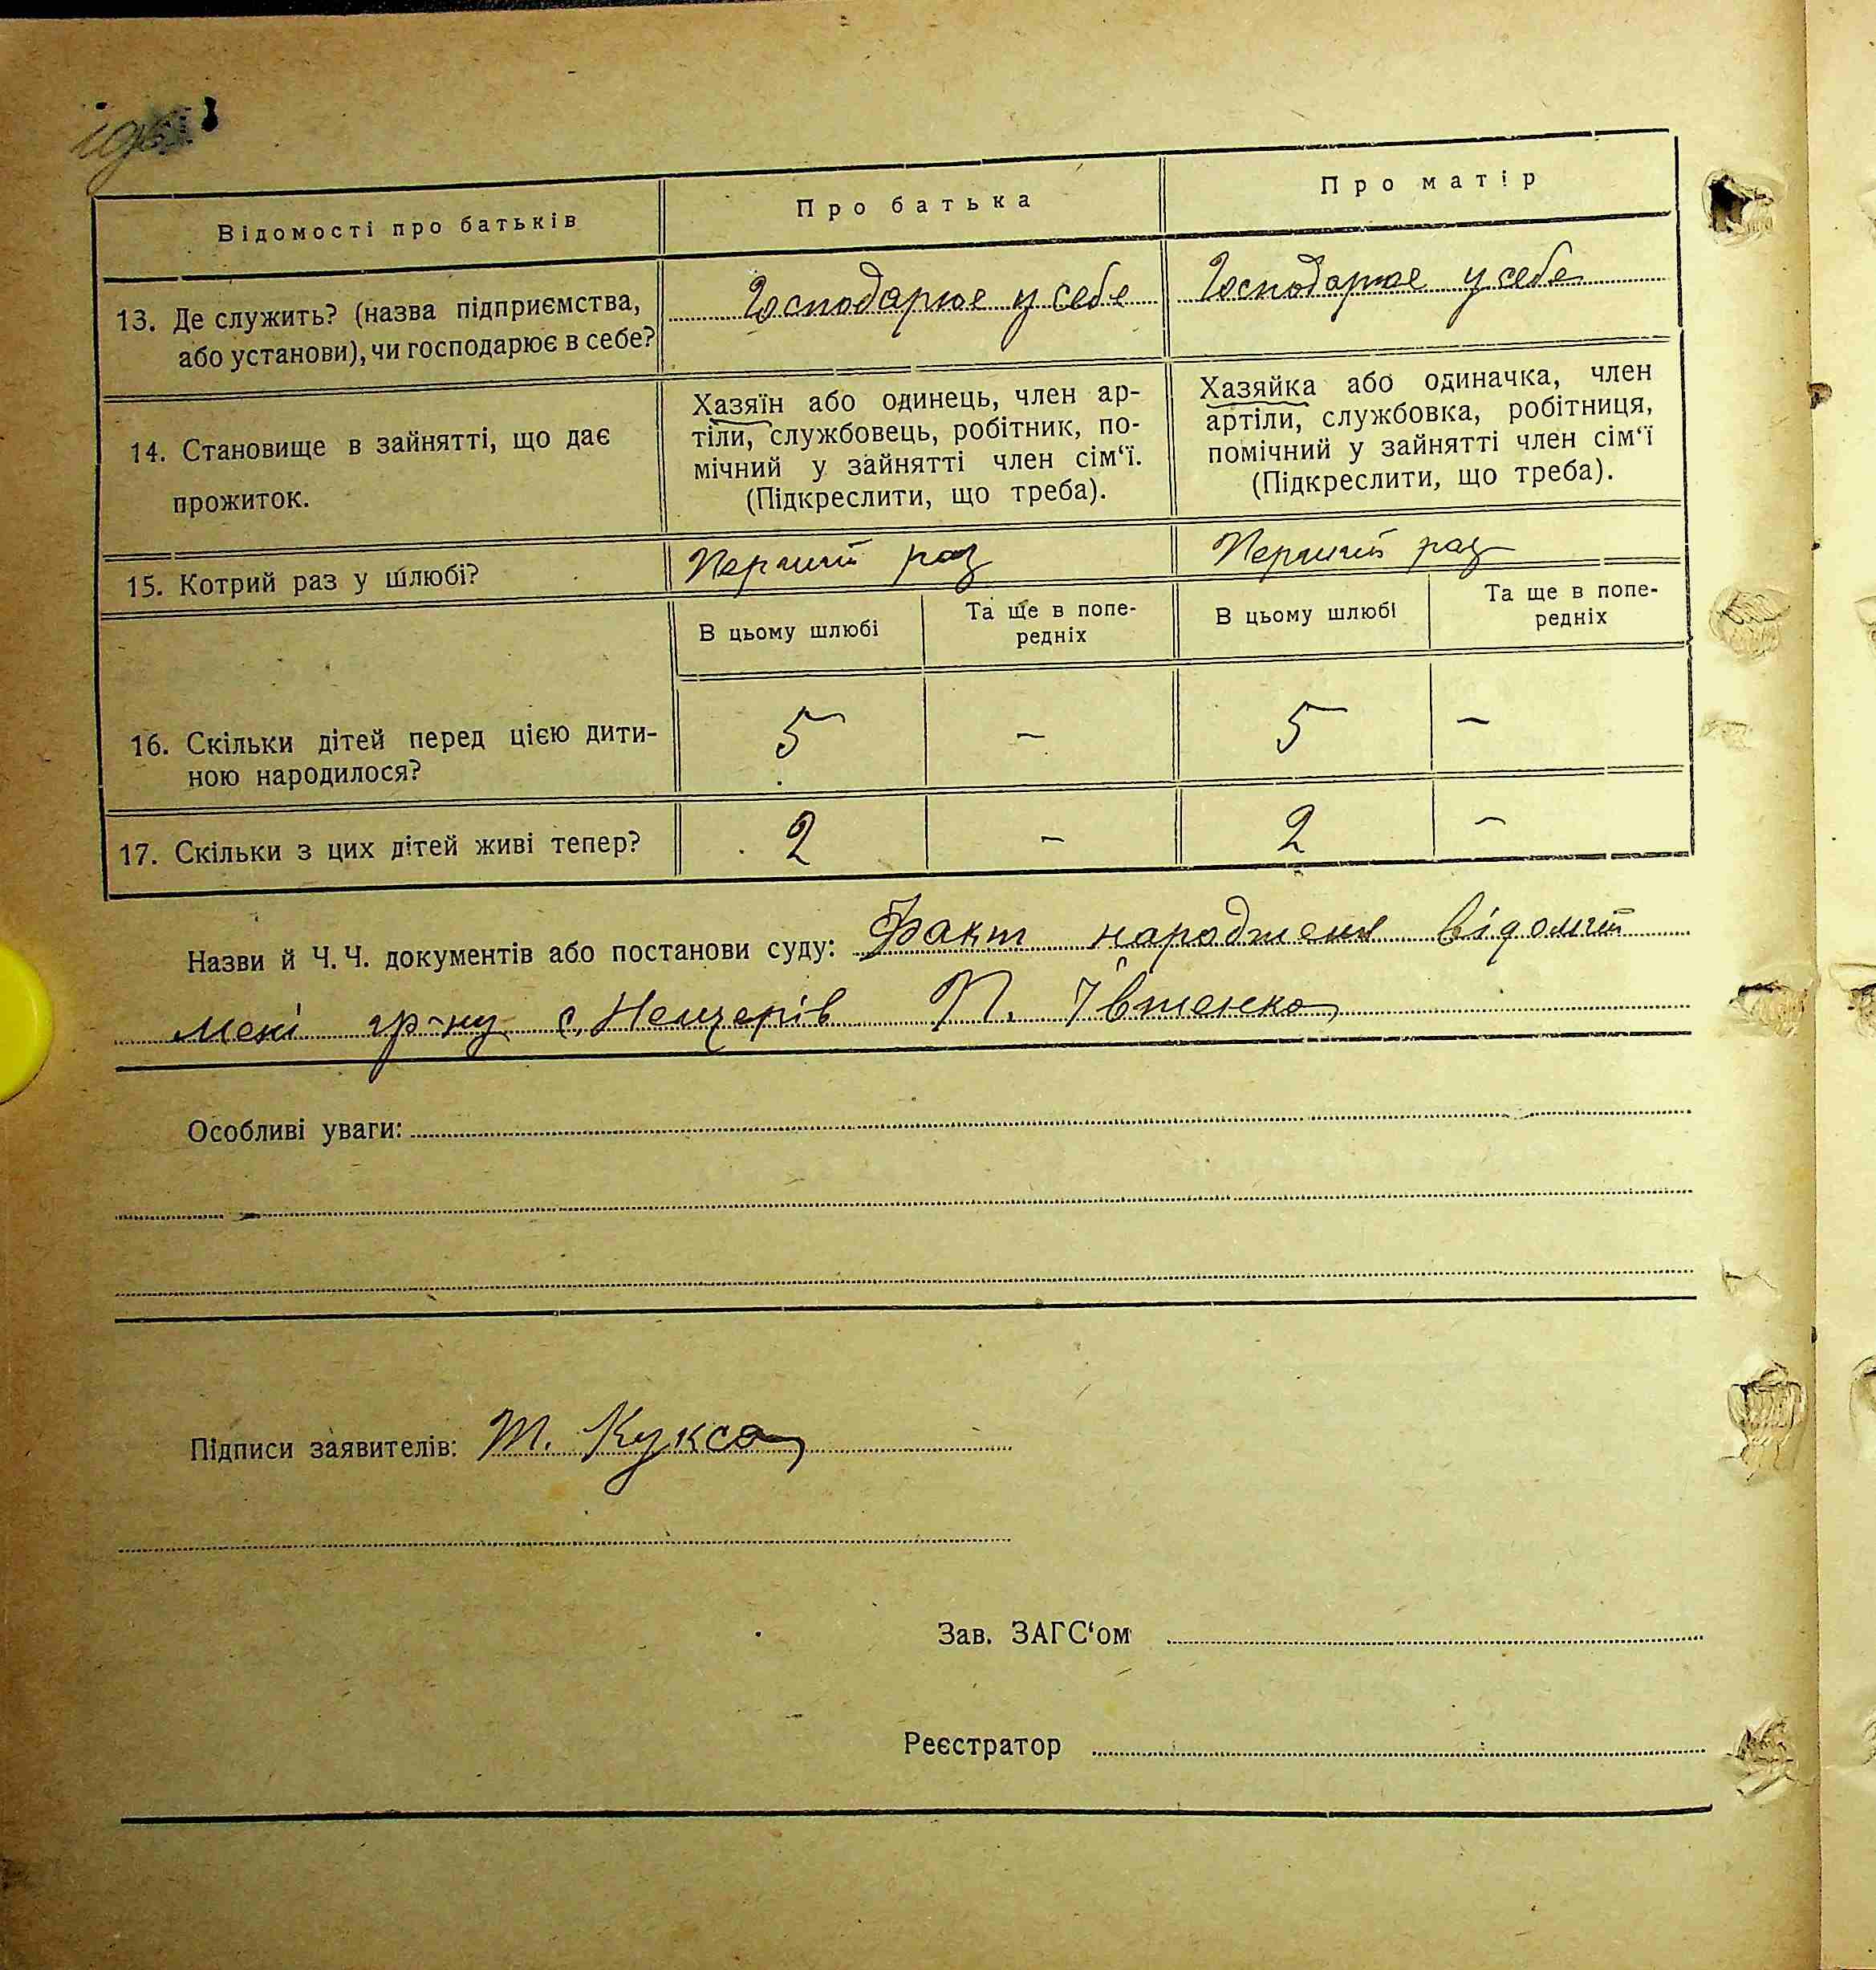 Відомості про батьків
Про батька
Про матір
13. Де служить? (назва підприємства,
або установи), чи господарює в себе?
Господарює у себе
Господарює у себе
14. Становище в зайнятті, що дає
прожиток.
Хазяїн або одинець, член ар-
тіли, службовець, робітник, по-
мічний у зайнятті член сім‘ї.
(Підкреслити, що треба).
Хазяйка або одиначка, член
артіли, службовка, робітниця,
помічний у зайнятті член сім‘ї
(Підкреслити, що треба).
15. Котрий раз у шлюбі?
Перший раз
Перший раз
В цьому шлюбі
Та ще в попе-
редніх
В цьому шлюбі
Та ще в попе-
редніх
16. Скільки дітей перед цією дити-
ною народилося?
5 – 5 –
17. Скільки з цих дітей живі тепер?
2 – 2 –
Назви й Ч. Ч. документів або постанови суду: Факт народження відомий
мені гр-ну с. Нещерів П. Івтенко
Особливі уваги:
Підписи заявителів: Т. Кукса
Зав. ЗАГС‘ом
Реєстратор